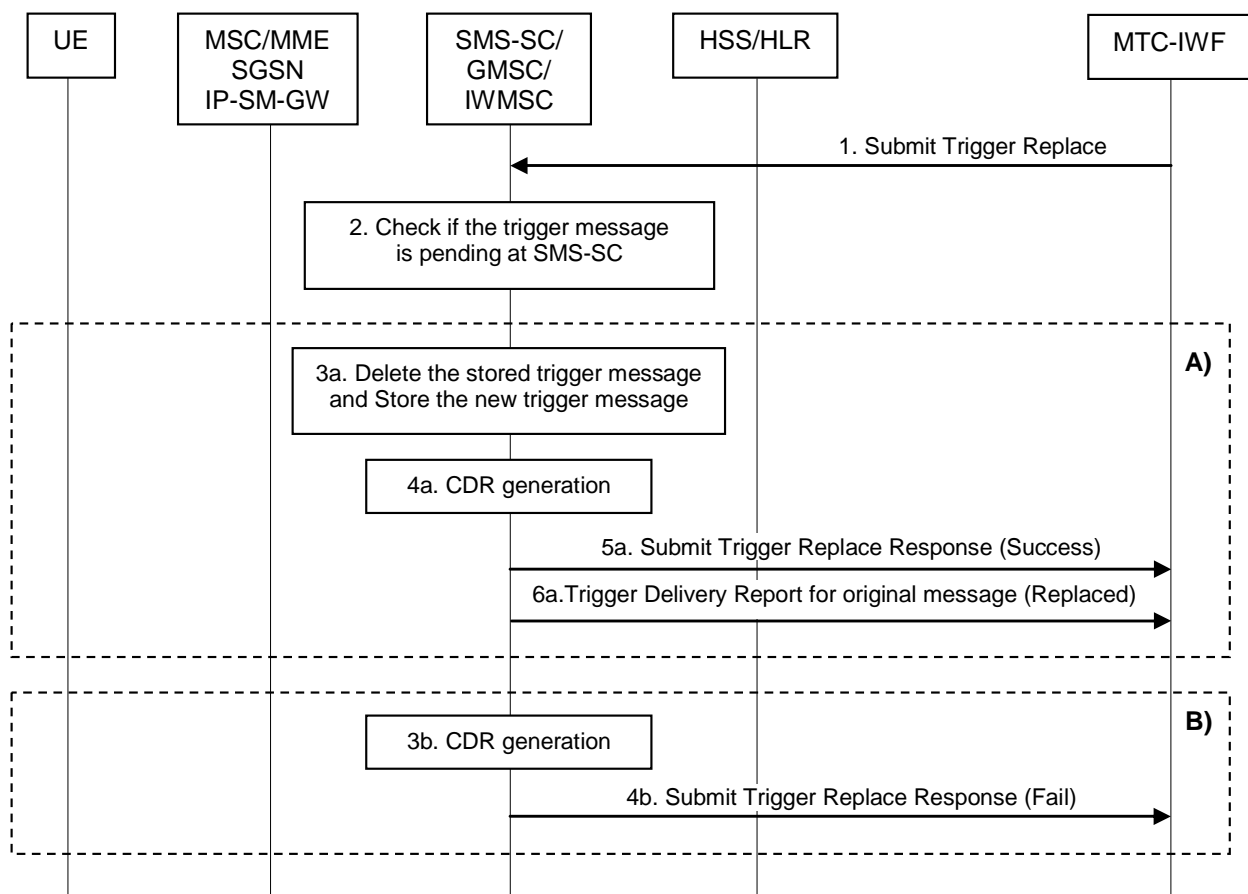 UE
MSC/MME
SGSN
IP-SM-GW
SMS-SC/
GMSC/
IWMSC
HSS/HLR
MTC-IWF
1. Submit Trigger Replace
2. Check if the trigger message
is pending at SMS-SC
A)
3a. Delete the stored trigger message
and Store the new trigger message
4a. CDR generation
5a. Submit Trigger Replace Response (Success)
6a.Trigger Delivery Report for original message (Replaced)
B)
3b. CDR generation
4b. Submit Trigger Replace Response (Fail)